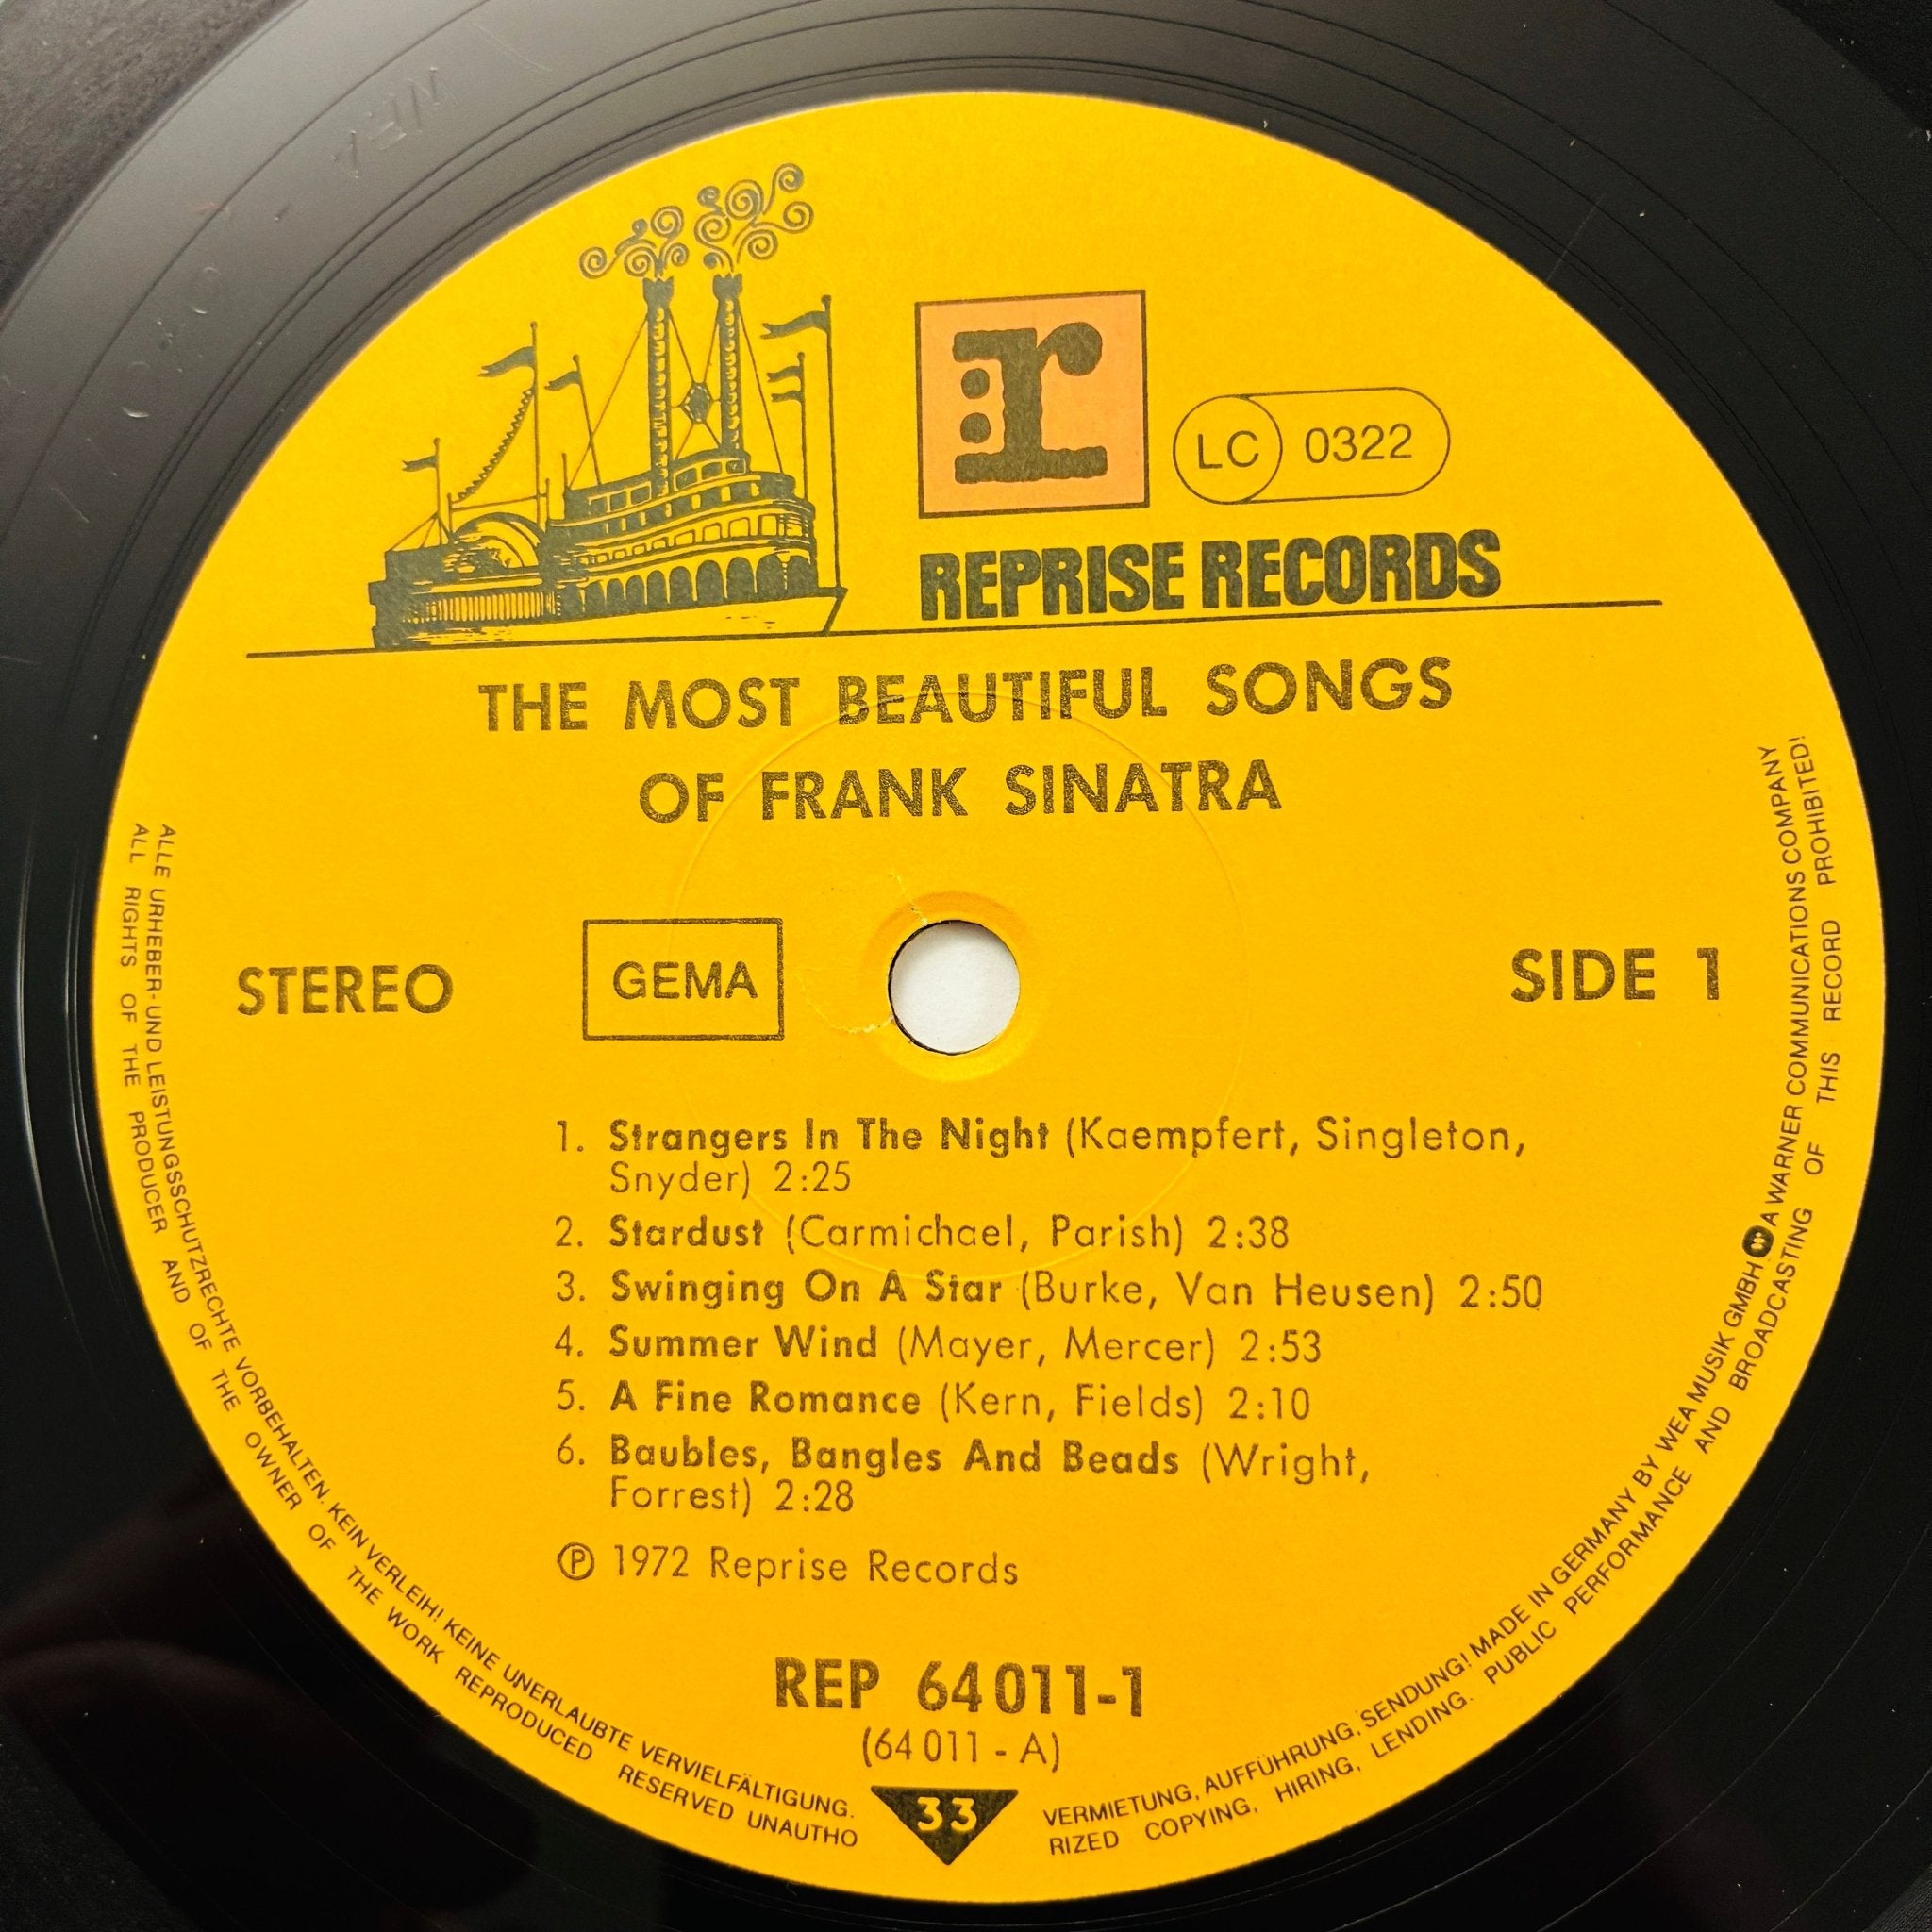 r
LC 0322
REPRISE RECORDS
THE MOST BEAUTIFUL SONGS
OF FRANK SINATRA
STEREO
GEMA
SIDE 1
1. Strangers In The Night (Kaempfert, Singleton,
Snyder) 2:25
2. Stardust (Carmichael, Parish) 2:38
3. Swinging On A Star (Burke, Van Heusen) 2:50
4. Summer Wind (Mayer, Mercer) 2:53
5. A Fine Romance (Kern, Fields) 2:10
6. Baubles, Bangles And Beads (Wright,
Forrest) 2:28
Ⓟ 1972 Reprise Records
REP 64011-1
(64011 - A)
33
ALLE URHEBER-UND LEISTUNGSSCHUTZRECHTE VORBEHALTEN. KEIN VERLEIH! KEINE UNERLAUBTE VERVIELFÄLTIGUNG. VERMIETUNG, AUFFÜHRUNG, SENDUNG! MADE IN GERMANY BY WEA MUSIK GMBH W A WARNER COMMUNICATIONS COMPANY
ALL RIGHTS OF THE PRODUCER AND OF THE OWNER OF THE WORK REPRODUCED RESERVED UNAUTHO RIZED COPYING, HIRING, LENDING. PUBLIC PERFORMANCE AND BROADCASTING OF THIS RECORD PROHIBITED!